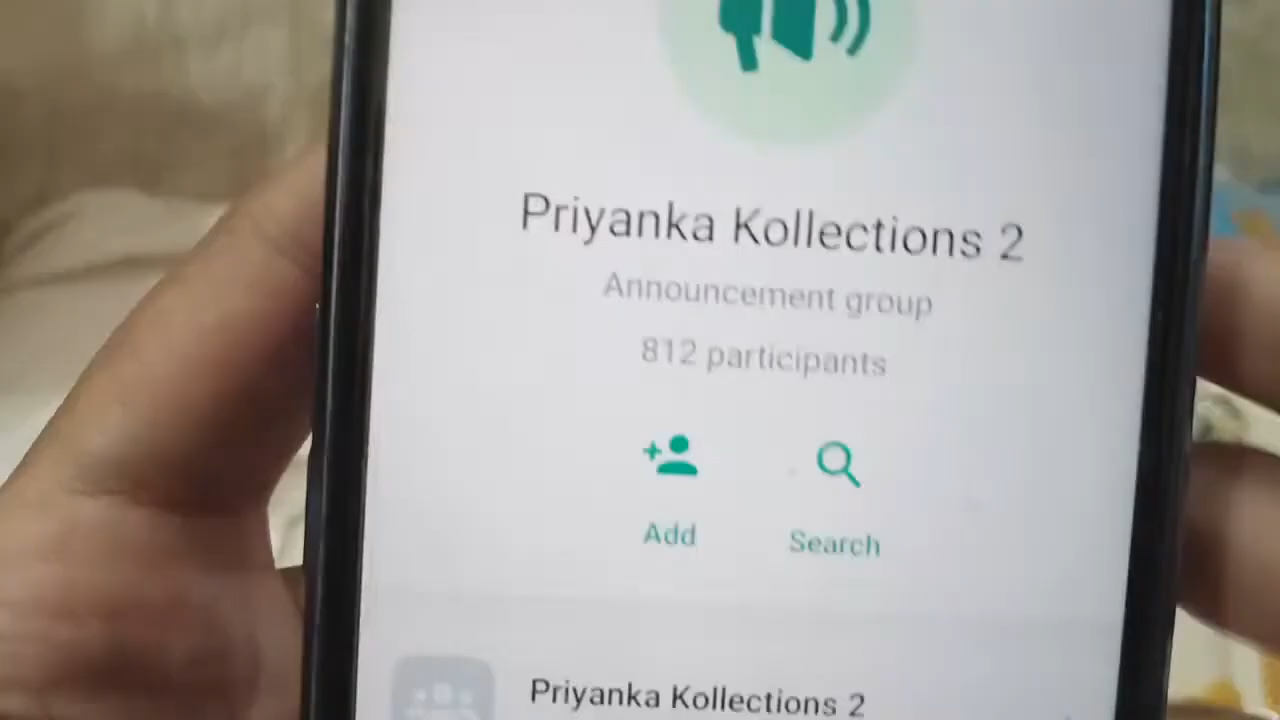 Priyanka Kollections 2
Announcement group
812 participants
Add
Search
Priyanka Kollections 2